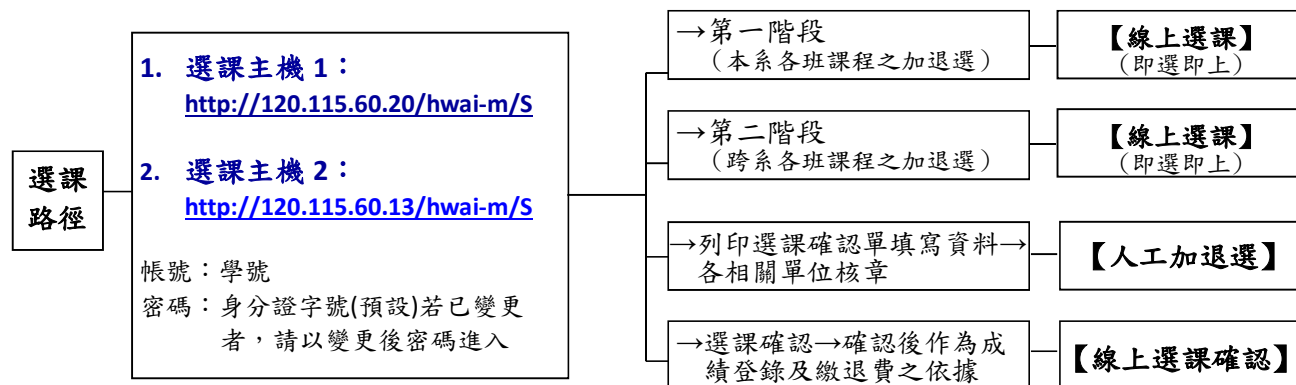 選課
路徑
1. 選課主機 1：
http://120.115.60.20/hwai-m/S
2. 選課主機 2：
http://120.115.60.13/hwai-m/S
帳號：學號
密碼：身分證字號(預設)若已變更
者，請以變更後密碼進入
→第一階段
（本系各班課程之加退選）
【線上選課】
（即選即上）
→第二階段
（跨系各班課程之加退選）
【線上選課】
（即選即上）
→列印選課確認單填寫資料→
各相關單位核章
【人工加退選】
→選課確認→確認後作為成
績登錄及繳退費之依據
【線上選課確認】